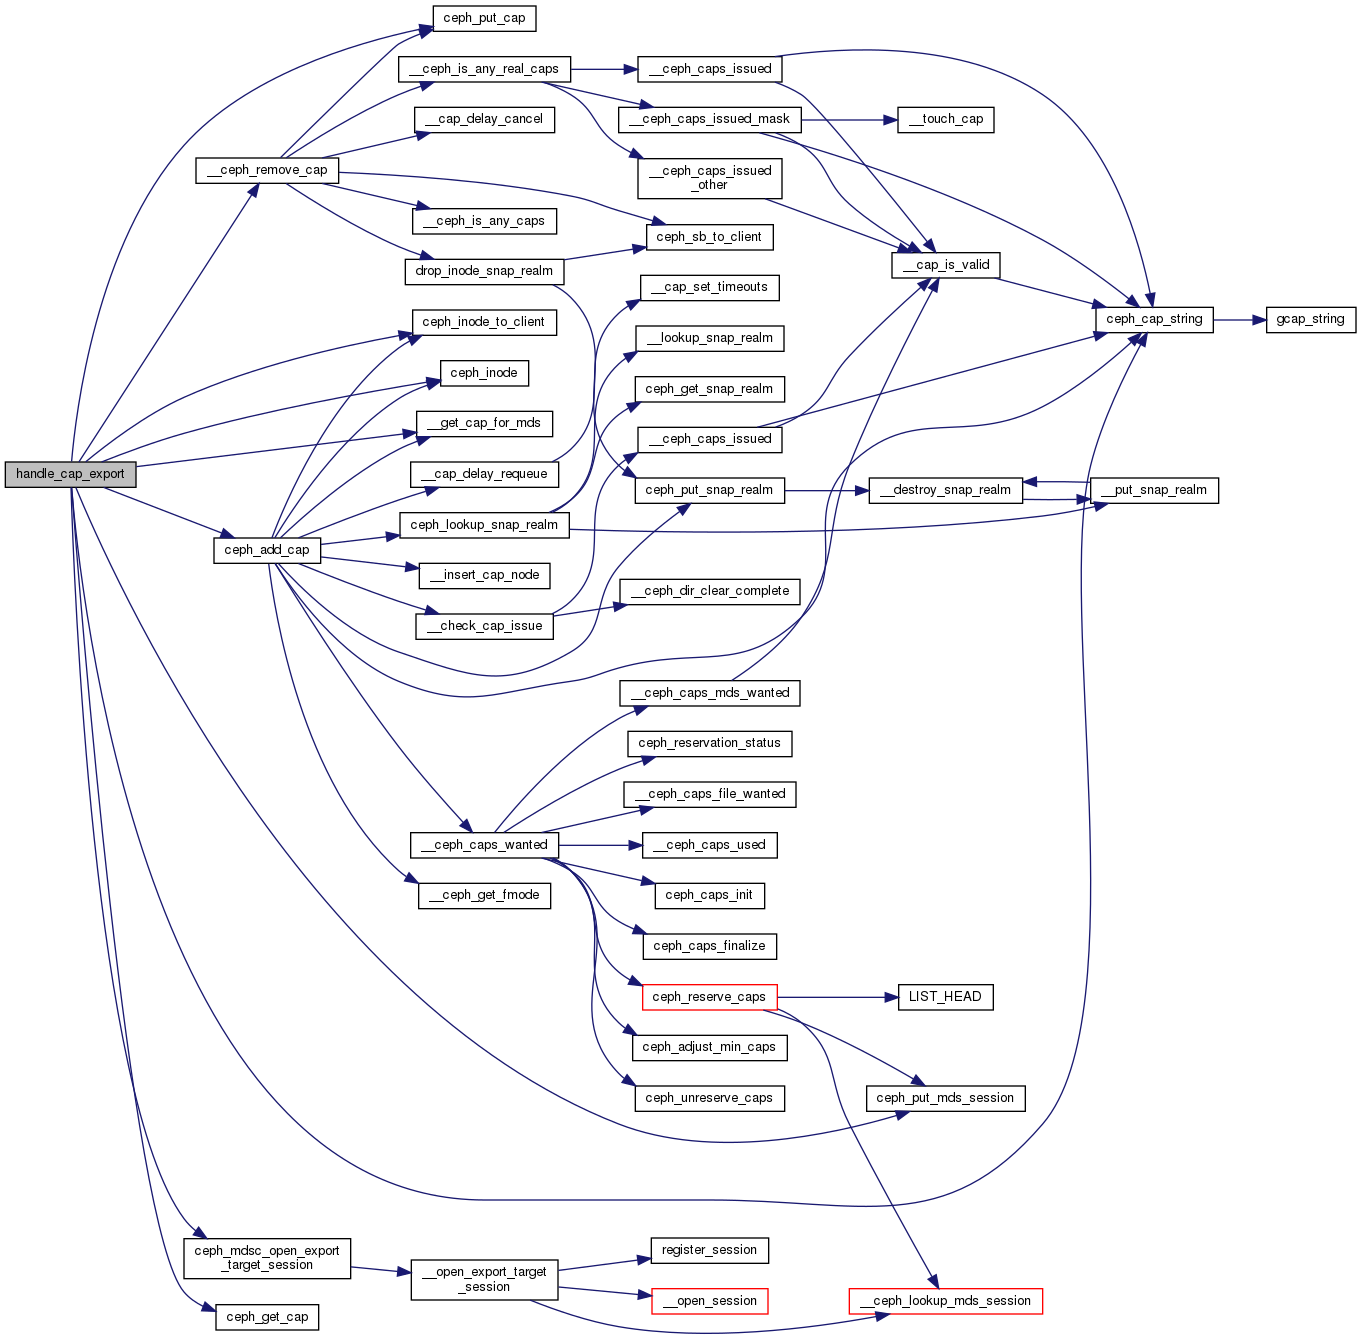 ceph_put_cap
__ceph_is_any_real_caps
__ceph_caps_issued
__cap_delay_cancel
__ceph_caps_issued_mask
__touch_cap
__ceph_remove_cap
__ceph_caps_issued
_other
__ceph_is_any_caps
ceph_sb_to_client
drop_inode_snap_realm
__cap_is_valid
__cap_set_timeouts
ceph_inode_to_client
ceph_cap_string
gcap_string
__lookup_snap_realm
ceph_inode
ceph_get_snap_realm
__get_cap_for_mds
__ceph_caps_issued
handle_cap_export
__cap_delay_requeue
ceph_put_snap_realm
__destroy_snap_realm
__put_snap_realm
ceph_lookup_snap_realm
ceph_add_cap
__insert_cap_node
__ceph_dir_clear_complete
__check_cap_issue
__ceph_caps_mds_wanted
ceph_reservation_status
__ceph_caps_file_wanted
__ceph_caps_wanted
__ceph_caps_used
__ceph_get_fmode
ceph_caps_init
ceph_caps_finalize
ceph_reserve_caps
LIST_HEAD
ceph_adjust_min_caps
ceph_unreserve_caps
ceph_put_mds_session
ceph_mdsc_open_export
_target_session
register_session
__open_export_target
_session
__open_session
__ceph_lookup_mds_session
ceph_get_cap